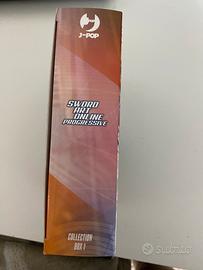 J-POP
SWORD
ART
ONLINE
PROGRESSIVE
COLLECTION
BOX 1
Subito